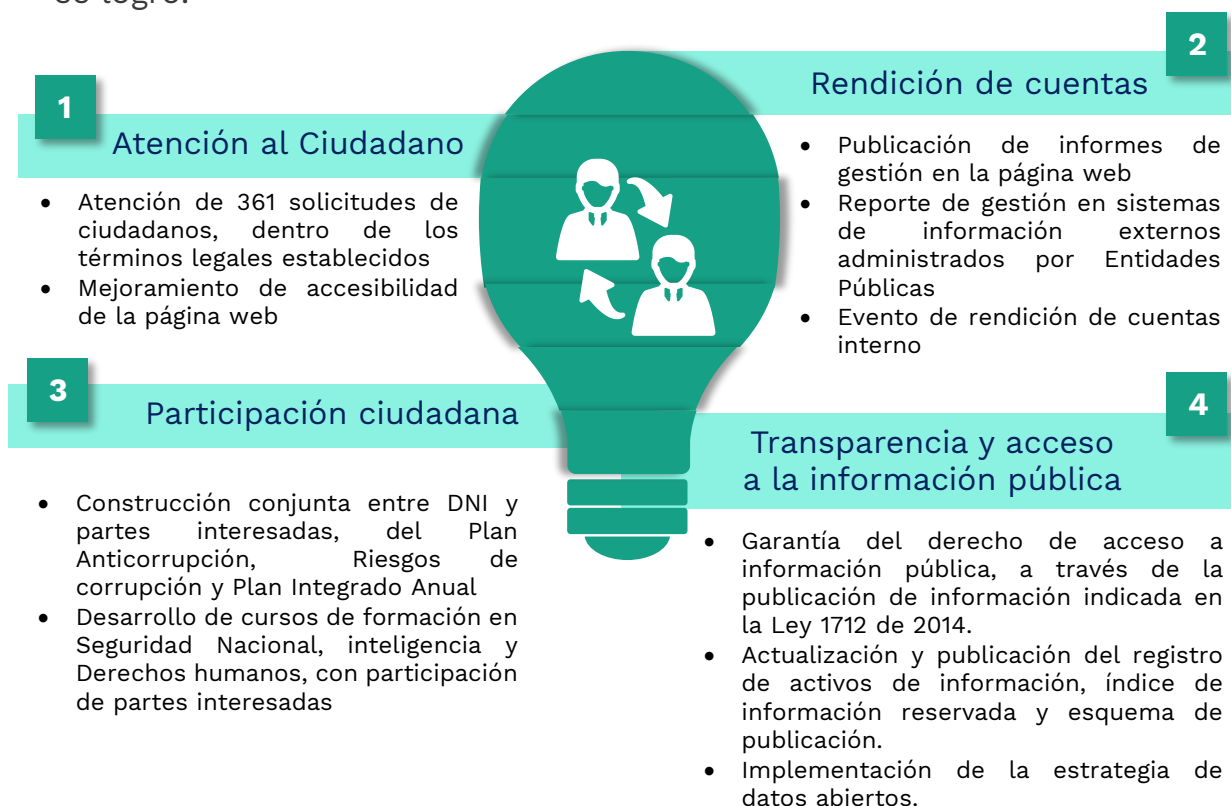 se logró:
1
Atención al Ciudadano
• Atención de 361 solicitudes de
ciudadanos, dentro de los
términos legales establecidos
• Mejoramiento de accesibilidad
de la página web
2
Rendición de cuentas
• Publicación de informes de
gestión en la página web
• Reporte de gestión en sistemas
de información externos
administrados por Entidades
Públicas
• Evento de rendición de cuentas
interno
3
Participación ciudadana
• Construcción conjunta entre DNI y
partes interesadas, del Plan
Anticorrupción, Riesgos de
corrupción y Plan Integrado Anual
• Desarrollo de cursos de formación en
Seguridad Nacional, inteligencia y
Derechos humanos, con participación
de partes interesadas
4
Transparencia y acceso
a la información pública
• Garantía del derecho de acceso a
información pública, a través de la
publicación de información indicada en
la Ley 1712 de 2014.
• Actualización y publicación del registro
de activos de información, índice de
información reservada y esquema de
publicación.
• Implementación de la estrategia de
datos abiertos.